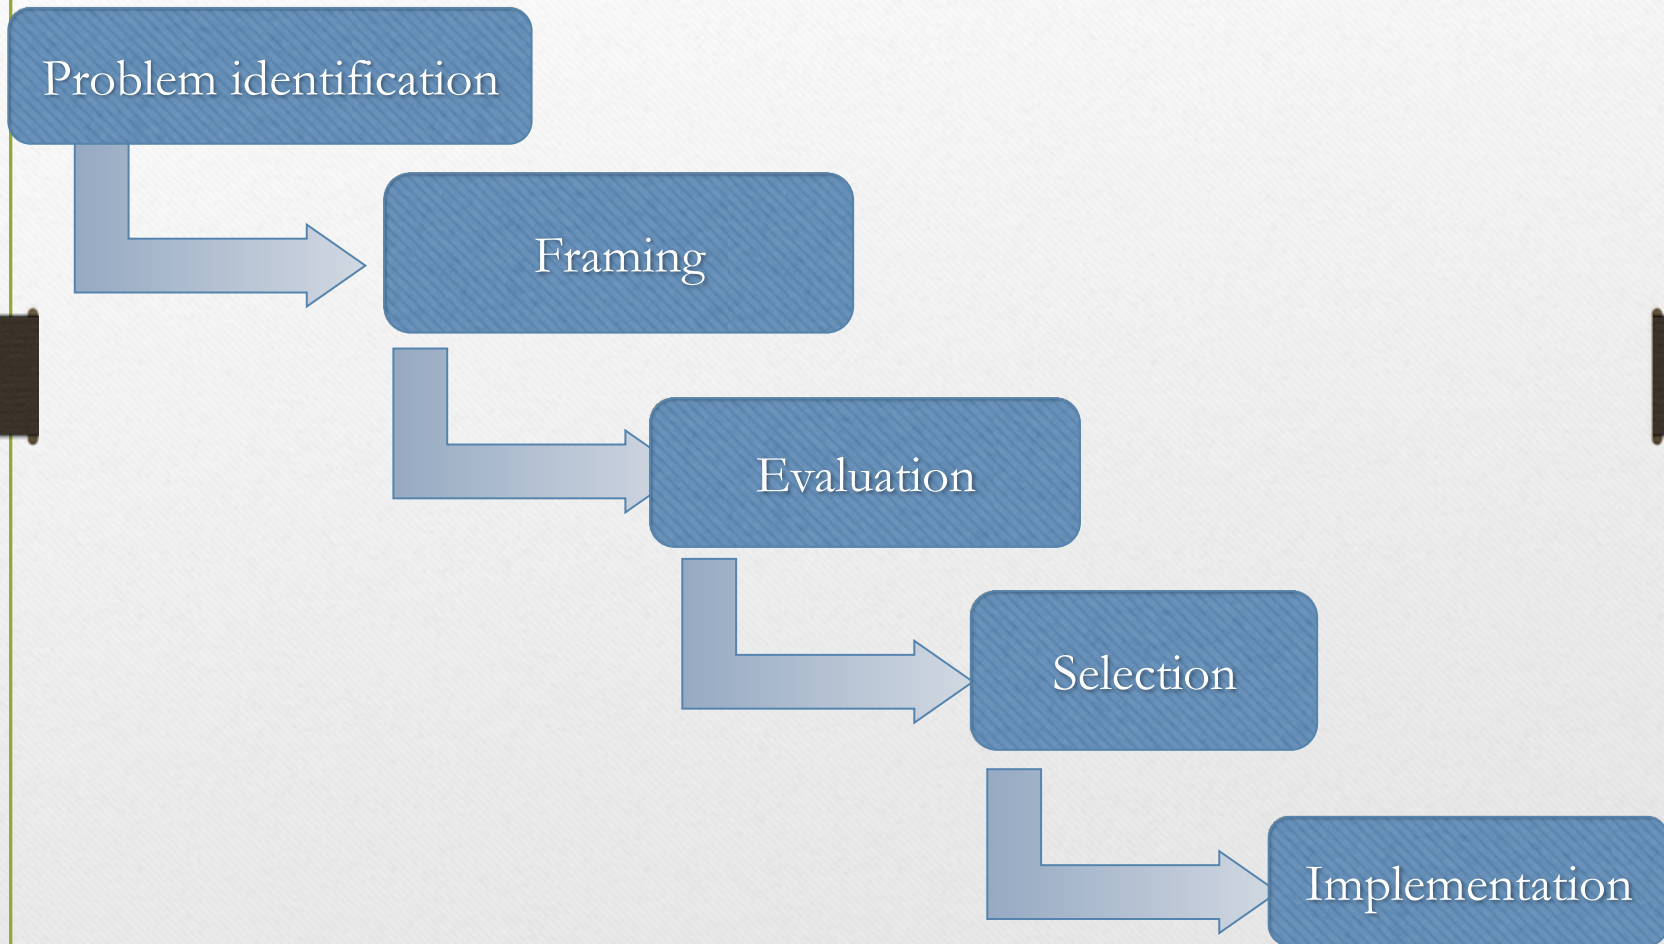 Problem identification
Framing
Evaluation
Selection
Implementation